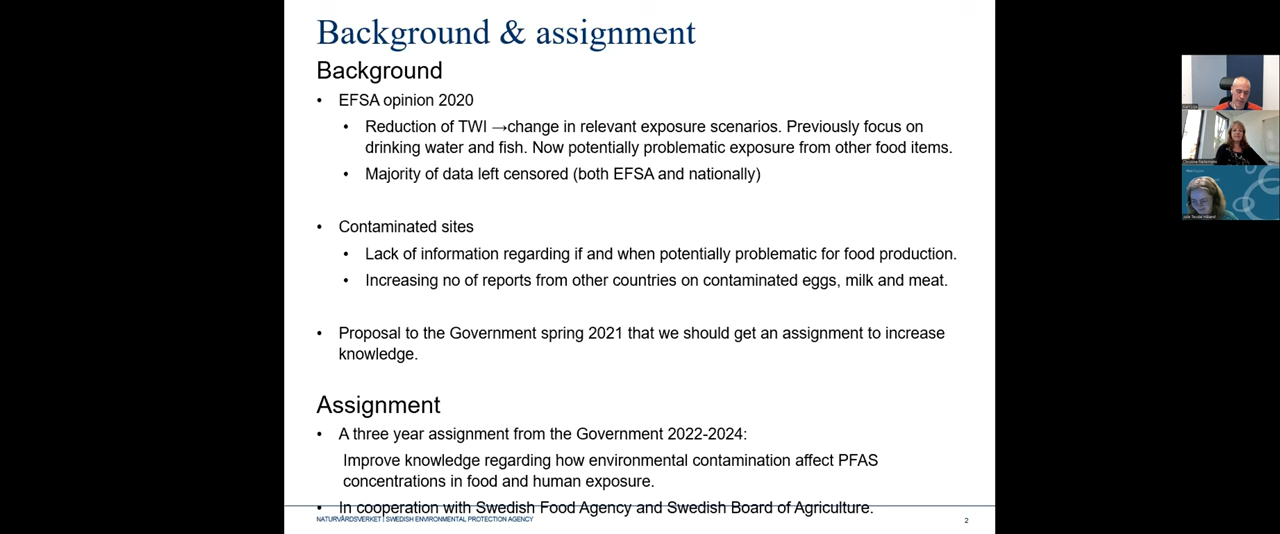 Background & assignment
Background
• EFSA opinion 2020
• Reduction of TWI →change in relevant exposure scenarios. Previously focus on
drinking water and fish. Now potentially problematic exposure from other food items.
• Majority of data left censored (both EFSA and nationally)
• Contaminated sites
• Lack of information regarding if and when potentially problematic for food production.
• Increasing no of reports from other countries on contaminated eggs, milk and meat.
• Proposal to the Government spring 2021 that we should get an assignment to increase
knowledge.
Assignment
• A three year assignment from the Government 2022-2024:
Improve knowledge regarding how environmental contamination affect PFAS
concentrations in food and human exposure.
• In cooperation with Swedish Food Agency and Swedish Board of Agriculture.
NATURVÅRDSVERKET | SWEDISH ENVIRONMENTAL PROTECTION AGENCY
2